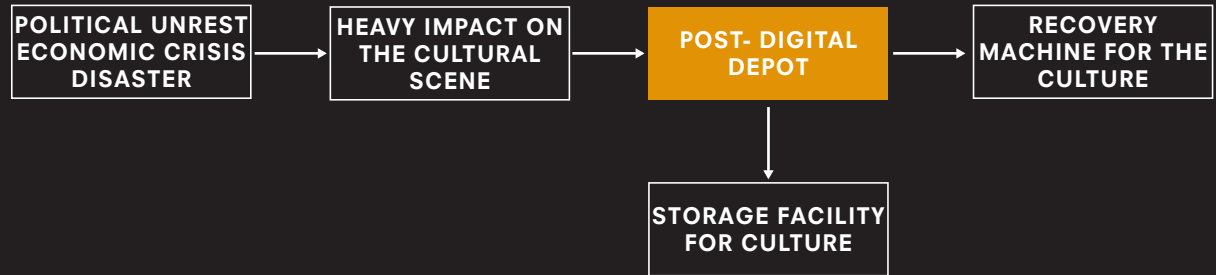 POLITICAL UNREST
ECONOMIC CRISIS
DISASTER
HEAVY IMPACT ON
THE CULTURAL
SCENE
POST- DIGITAL
DEPOT
RECOVERY
MACHINE FOR THE
CULTURE
STORAGE FACILITY
FOR CULTURE